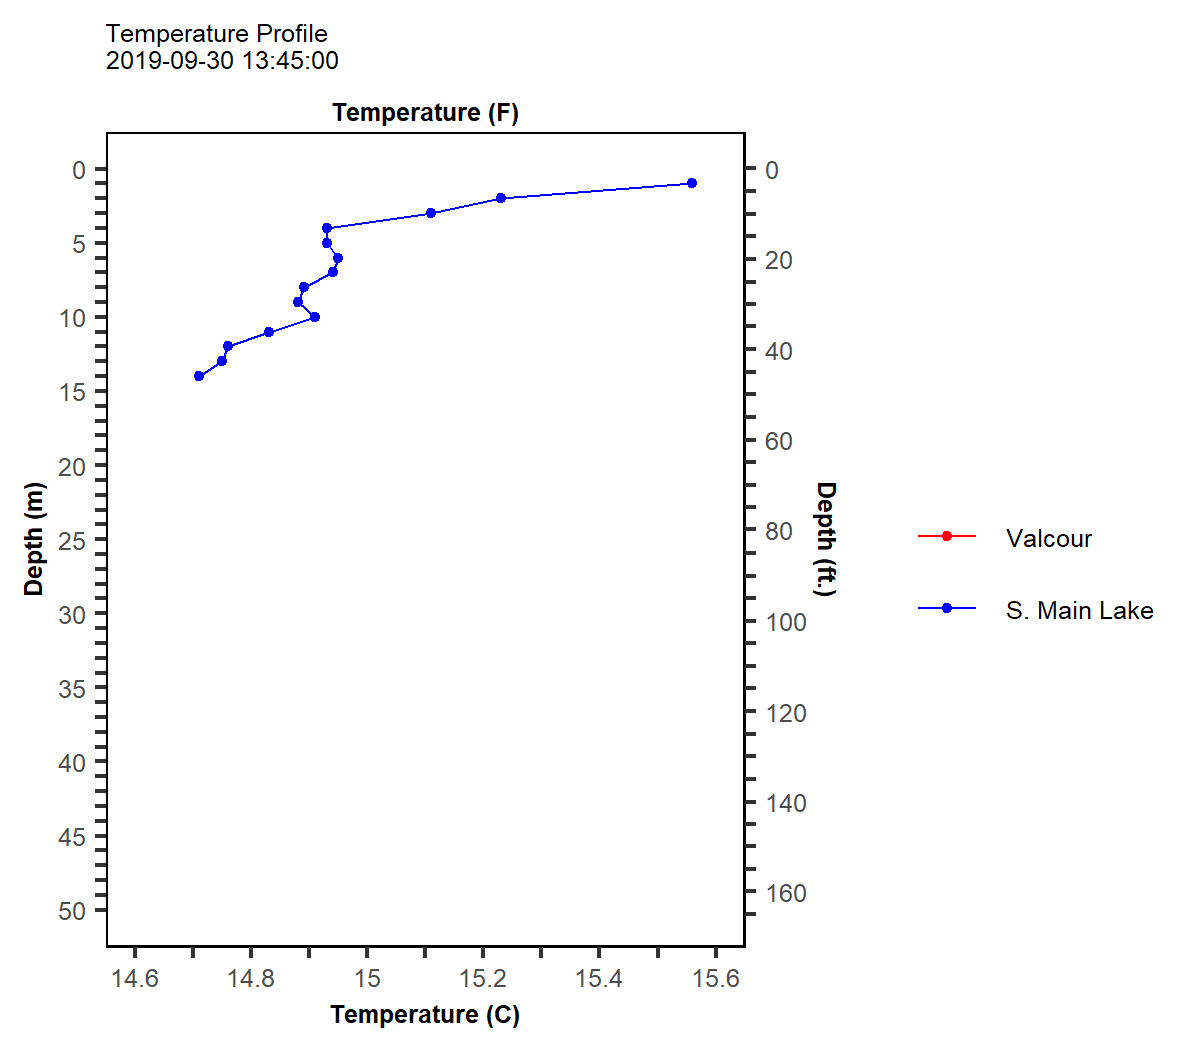 Temperature Profile
2019-09-30 13:45:00
Temperature (F)
0
5
10
15
20
25
30
35
40
45
50
Depth (m)
0
20
40
60
80
100
120
140
160
Depth (ft.)
Valcour
S. Main Lake
14.6 14.8 15 15.2 15.4 15.6
Temperature (C)